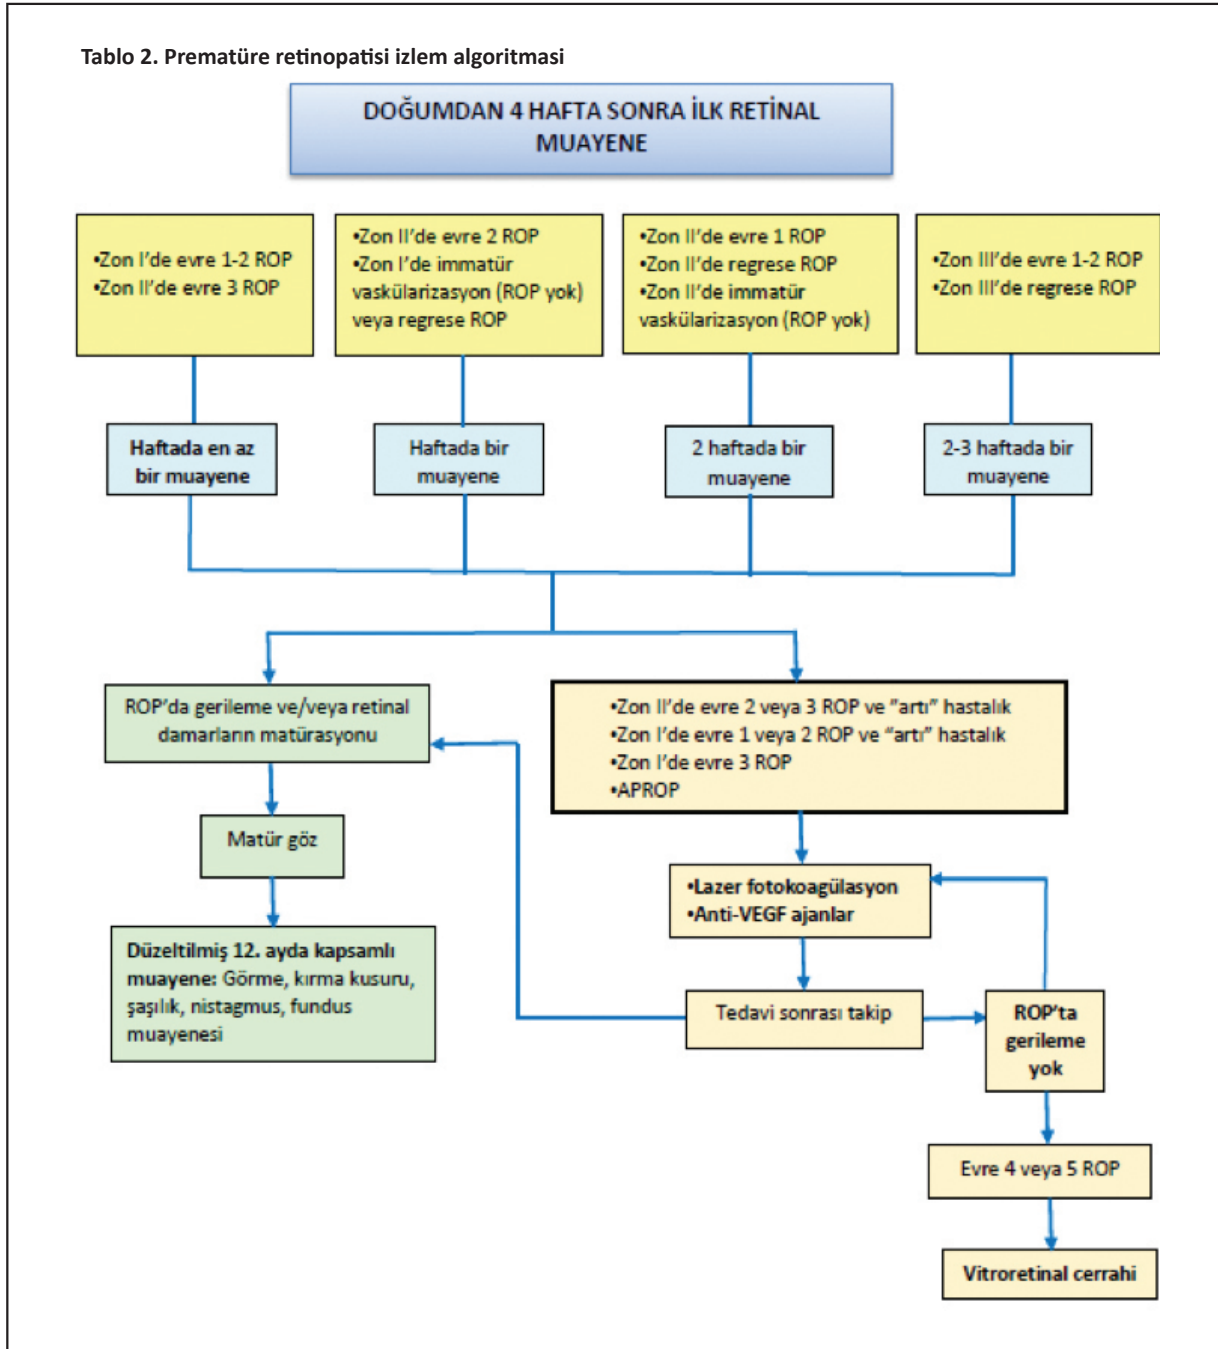 Tablo 2. Prematüre retinopatisi izlem algoritmasi
DOĞUMDAN 4 HAFTA SONRA İLK RETİNAL
MUAYENE
•Zon I'de evre 1-2 ROP
•Zon II'de evre 3 ROP
•Zon II'de evre 2 ROP
•Zon I'de immatür
vaskülarizasyon (ROP yok)
veya regrese ROP
•Zon II'de evre 1 ROP
•Zon II'de regrese ROP
•Zon II'de immatür
vaskülarizasyon (ROP yok)
•Zon III'de evre 1-2 ROP
•Zon III'de regrese ROP
Haftada en az
bir muayene
Haftada bir
muayene
2 haftada bir
muayene
2-3 haftada bir
muayene
ROP'da gerileme ve/veya retinal
damarların matürasyonu
•Zon II'de evre 2 veya 3 ROP ve "artı" hastalık
•Zon I'de evre 1 veya 2 ROP ve "artı" hastalık
•Zon I'de evre 3 ROP
•APROP
Matür göz
•Lazer fotokoagülasyon
•Anti-VEGF ajanlar
Düzeltilmiş 12. ayda kapsamlı
muayene: Görme, kırma kusuru,
şaşılık, nistagmus, fundus
muayenesi
Tedavi sonrası takip
ROP'ta
gerileme
yok
Evre 4 veya 5 ROP
Vitroretinal cerrahi